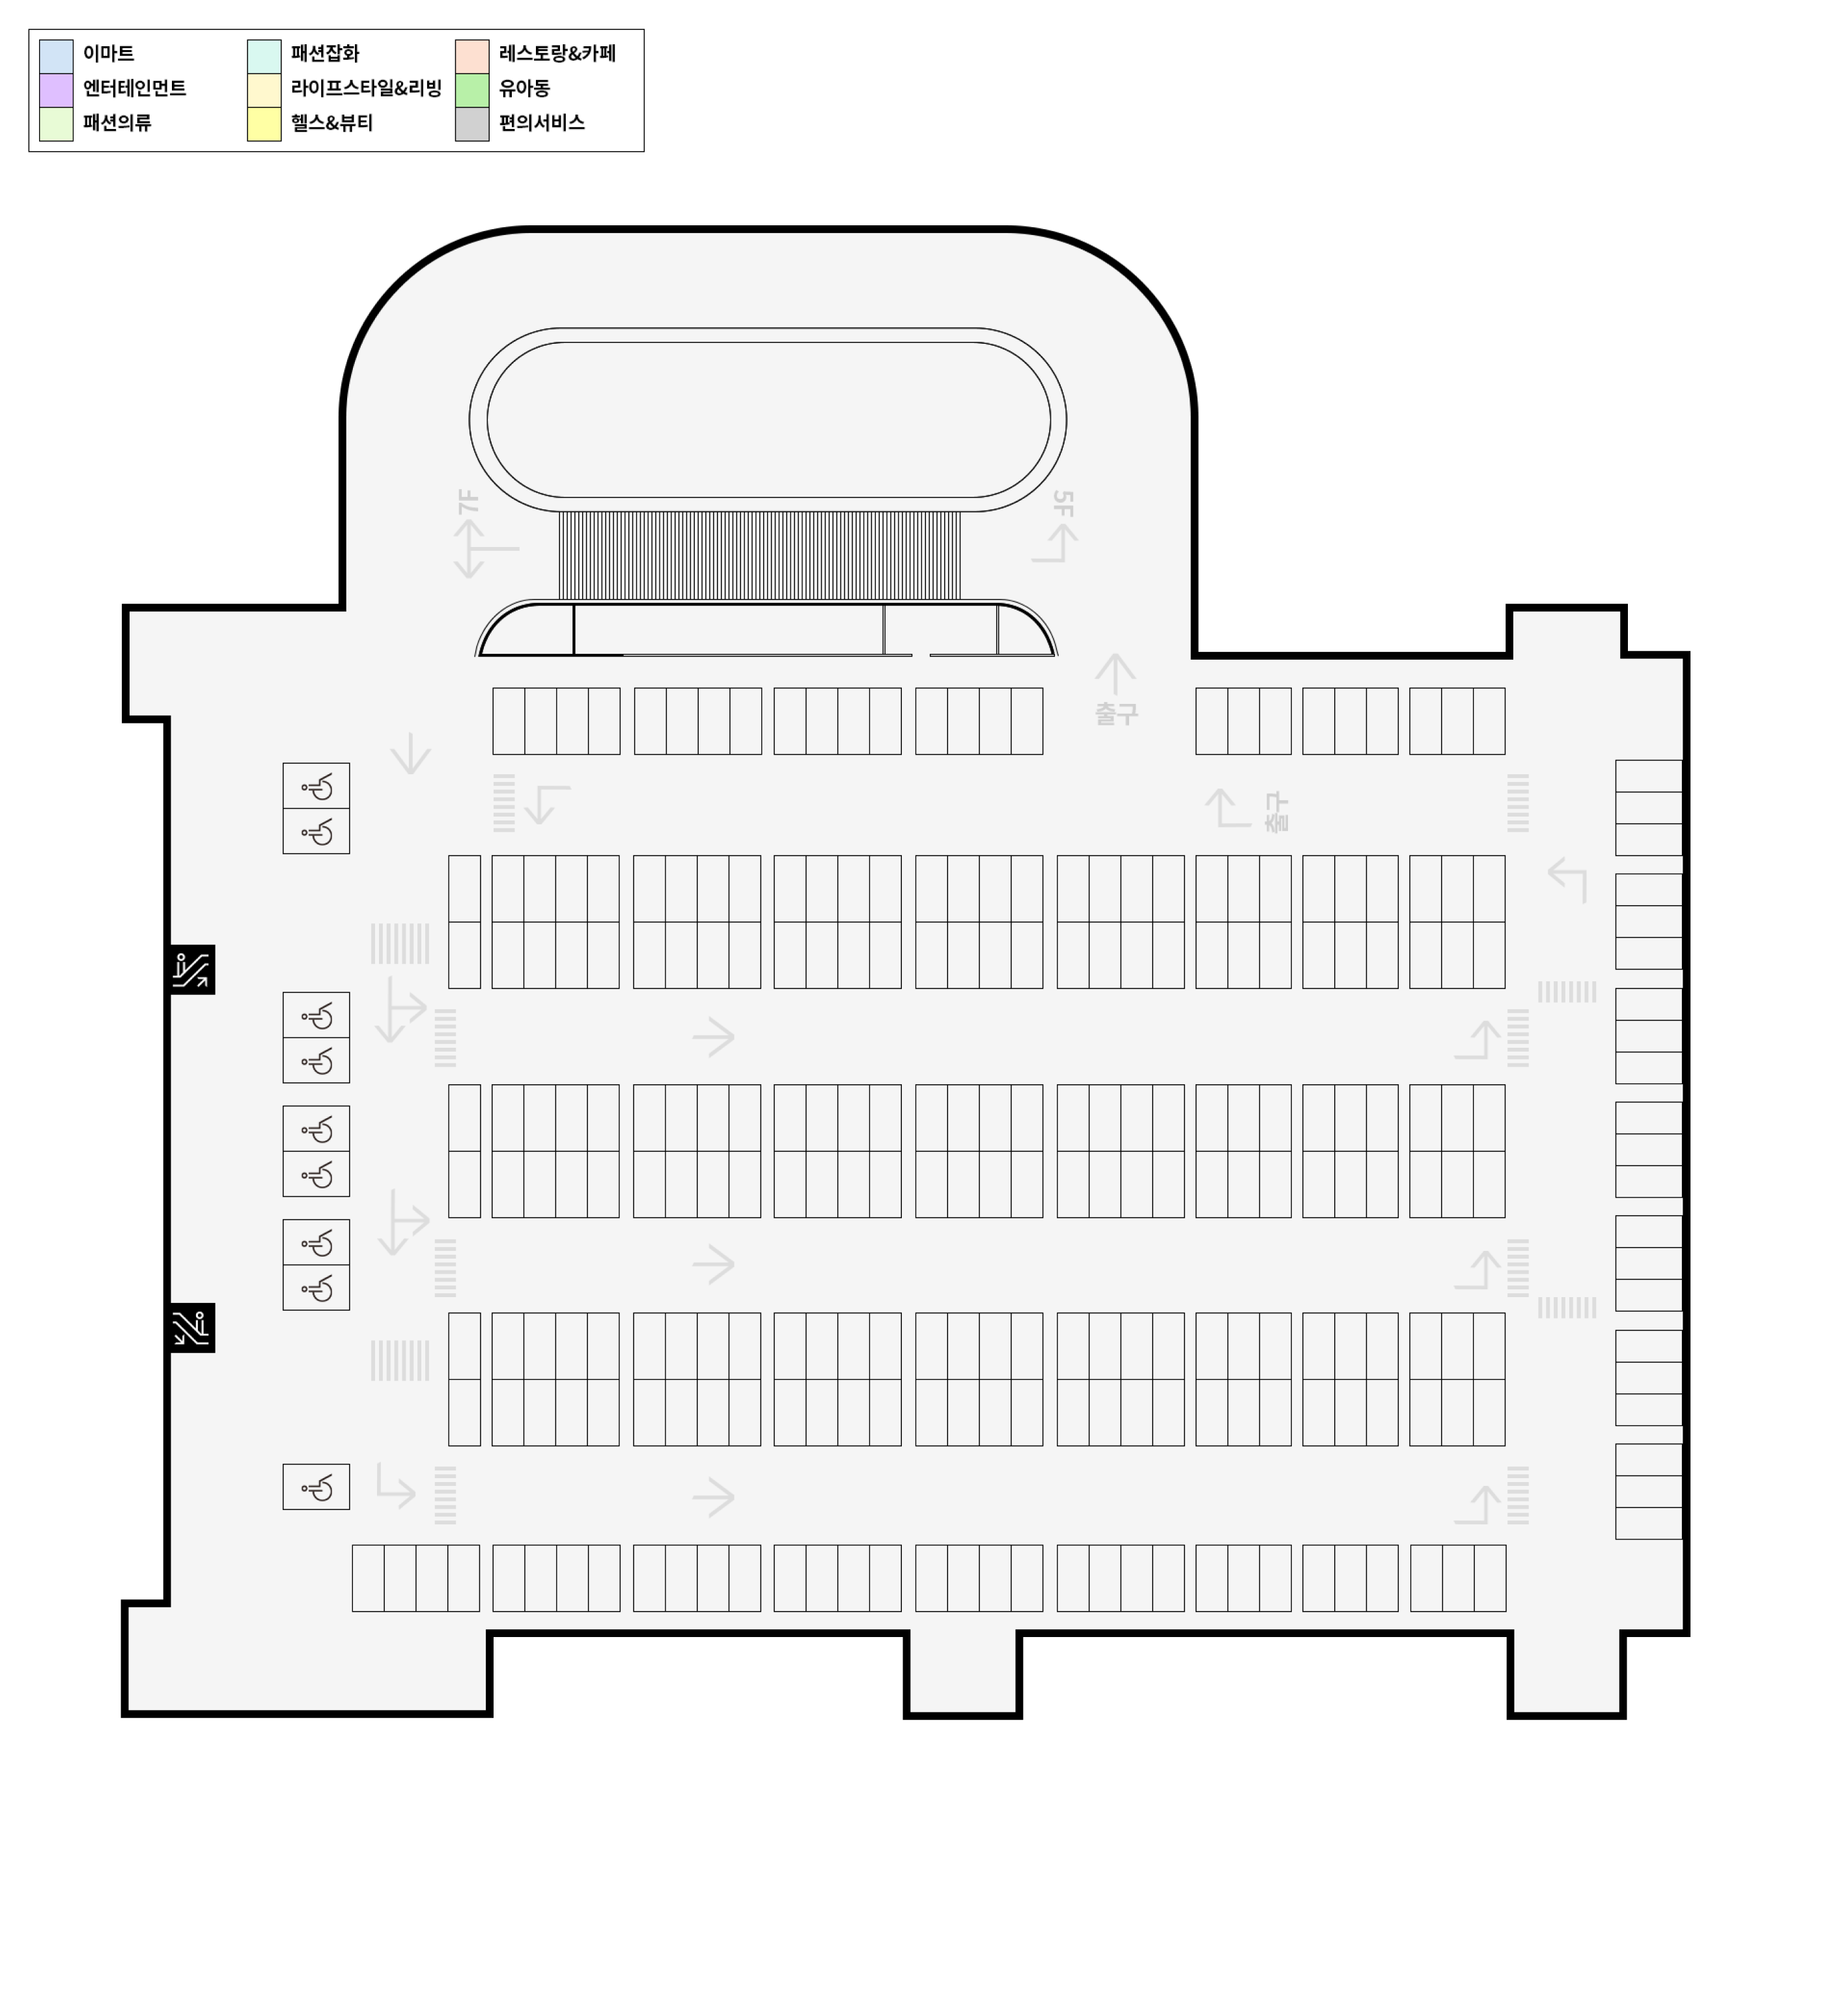 이마트
패션잡화
레스토랑&카페
엔터테인먼트
라이프스타일&리빙
유아동
패션의류
헬스&뷰티
편의서비스
7F
5F
출구
출구